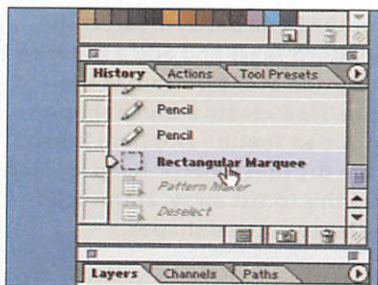 History Actions Tool Presets
Pencil
Pencil
Rectangular Marquee
Pattern Maker
Deselect
Layers Channels Paths